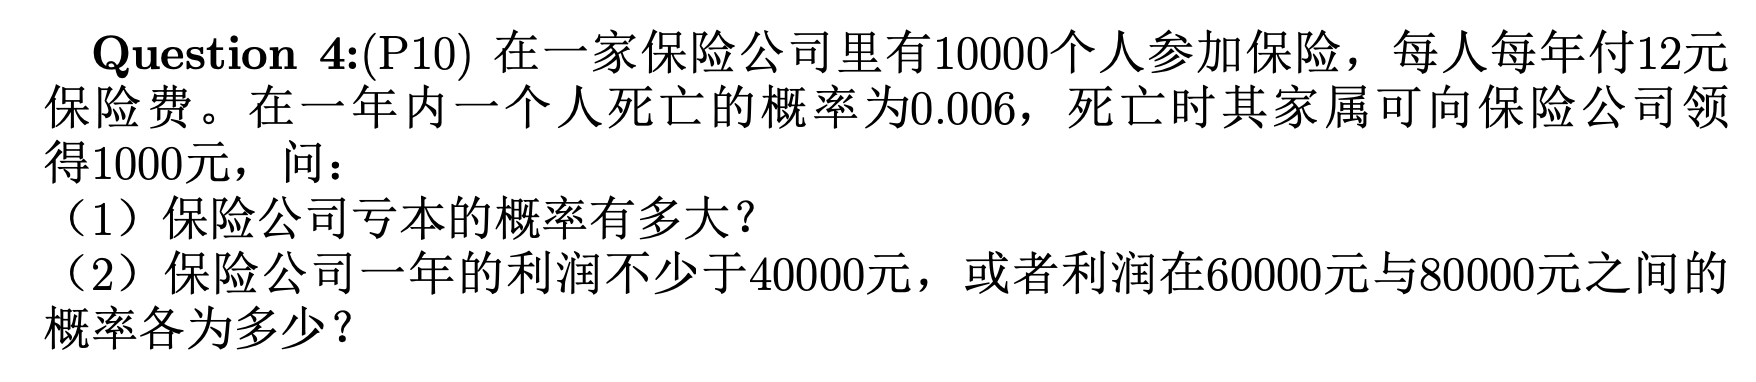 Question 4:(P10) 在一家保险公司里有10000个人参加保险，每人每年付12元
保险费。在一年内一个人死亡的概率为0.006，死亡时其家属可向保险公司领
得1000元，问：
（1）保险公司亏本的概率有多大？
（2）保险公司一年的利润不少于40000元，或者利润在60000元与80000元之间的
概率各为多少？